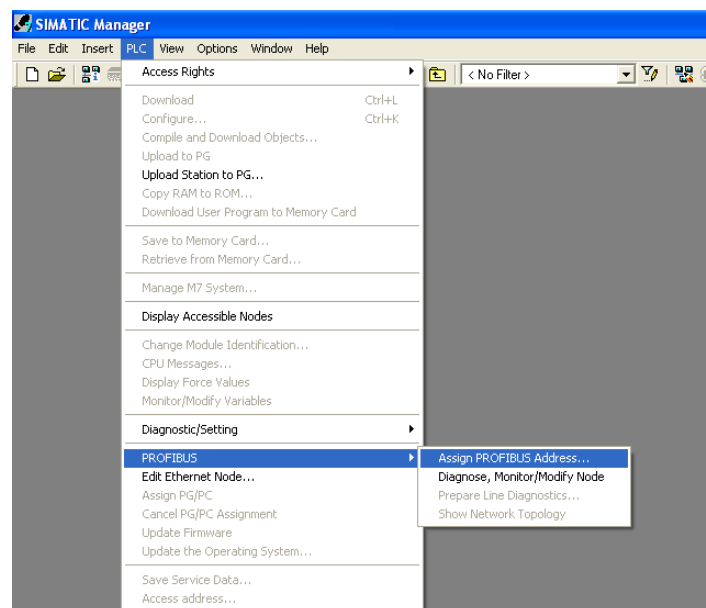 SIMATIC Manager
File Edit Insert PLC View Options Window Help
< No Filter >
Access Rights
Download Ctrl+L
Configure... Ctrl+K
Compile and Download Objects...
Upload to PG
Upload Station to PG...
Copy RAM to ROM...
Download User Program to Memory Card
Save to Memory Card...
Retrieve from Memory Card...
Manage M7 System...
Display Accessible Nodes
Change Module Identification...
CPU Messages...
Display Force Values
Monitor/Modify Variables
Diagnostic/Setting
PROFIBUS
Assign PROFIBUS Address...
Edit Ethernet Node...
Diagnose, Monitor/Modify Node
Assign PG/PC
Prepare Line Diagnostics...
Cancel PG/PC Assignment
Show Network Topology
Update Firmware
Update the Operating System...
Save Service Data...
Access address...